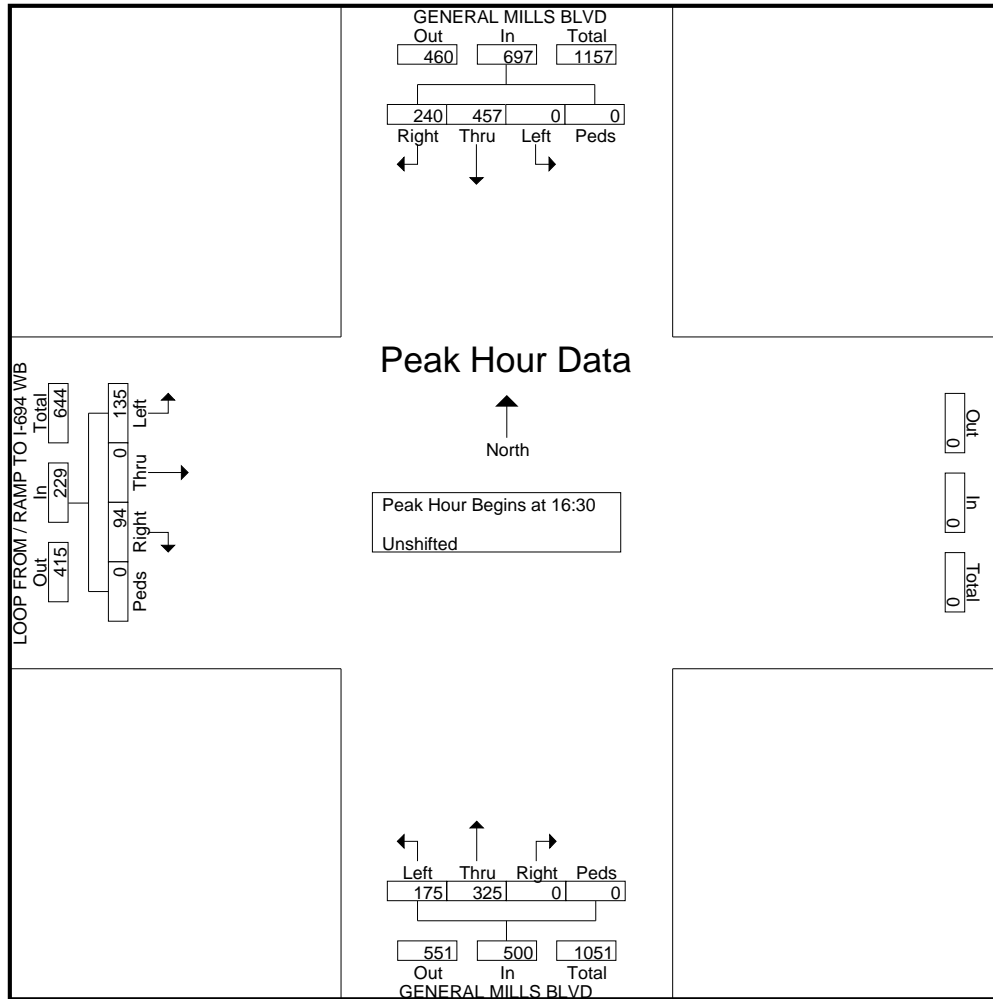 GENERAL MILLS BLVD
Out In Total
460 697 1157
240 457 0 0
Right Thru Left Peds
Peak Hour Data
North
Peak Hour Begins at 16:30
Unshifted
LOOP FROM / RAMP TO I-694 WB
Out In Total
415 229 644
0 94 0 135
Peds Right Thru Left
Out In Total
0 0 0
Left Thru Right Peds
175 325 0 0
551 500 1051
Out In Total
GENERAL MILLS BLVD